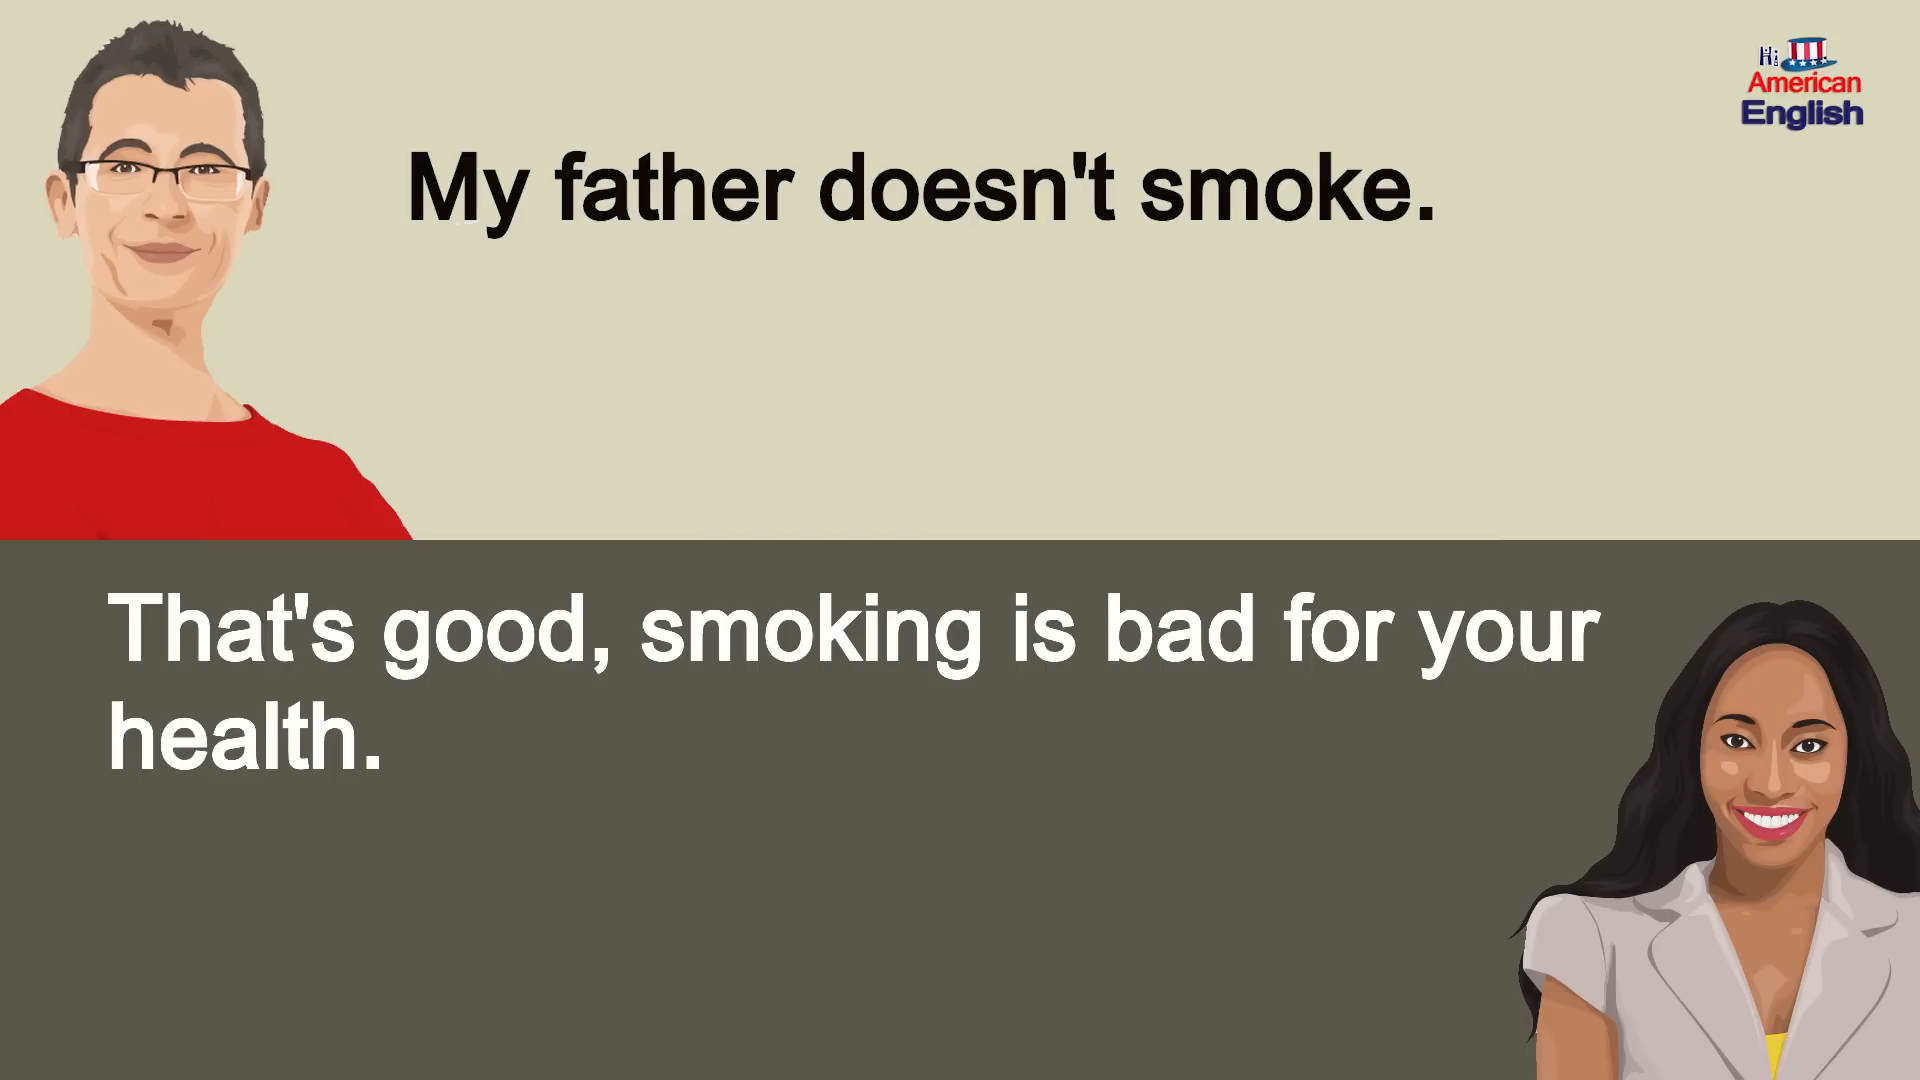 Hi
American
English
My father doesn't smoke.
That's good, smoking is bad for your
health.